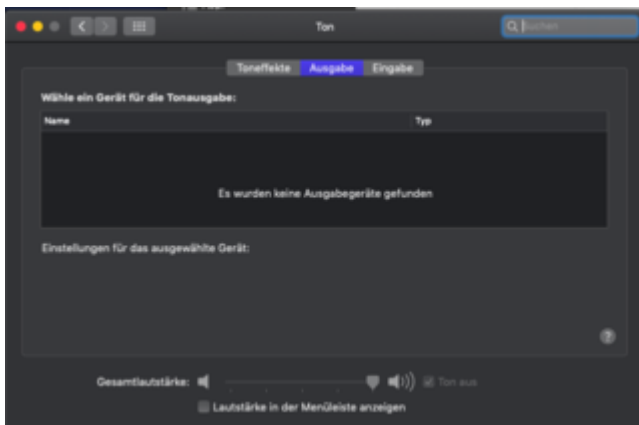 Ton
Suchen
Toneffekte Ausgabe Eingabe
Wähle ein Gerät für die Tonausgabe:
Name Typ
Es wurden keine Ausgabegeräte gefunden
Einstellungen für das ausgewählte Gerät:
?
Gesamtlautstärke: Ton aus
Lautstärke in der Menüleiste anzeigen